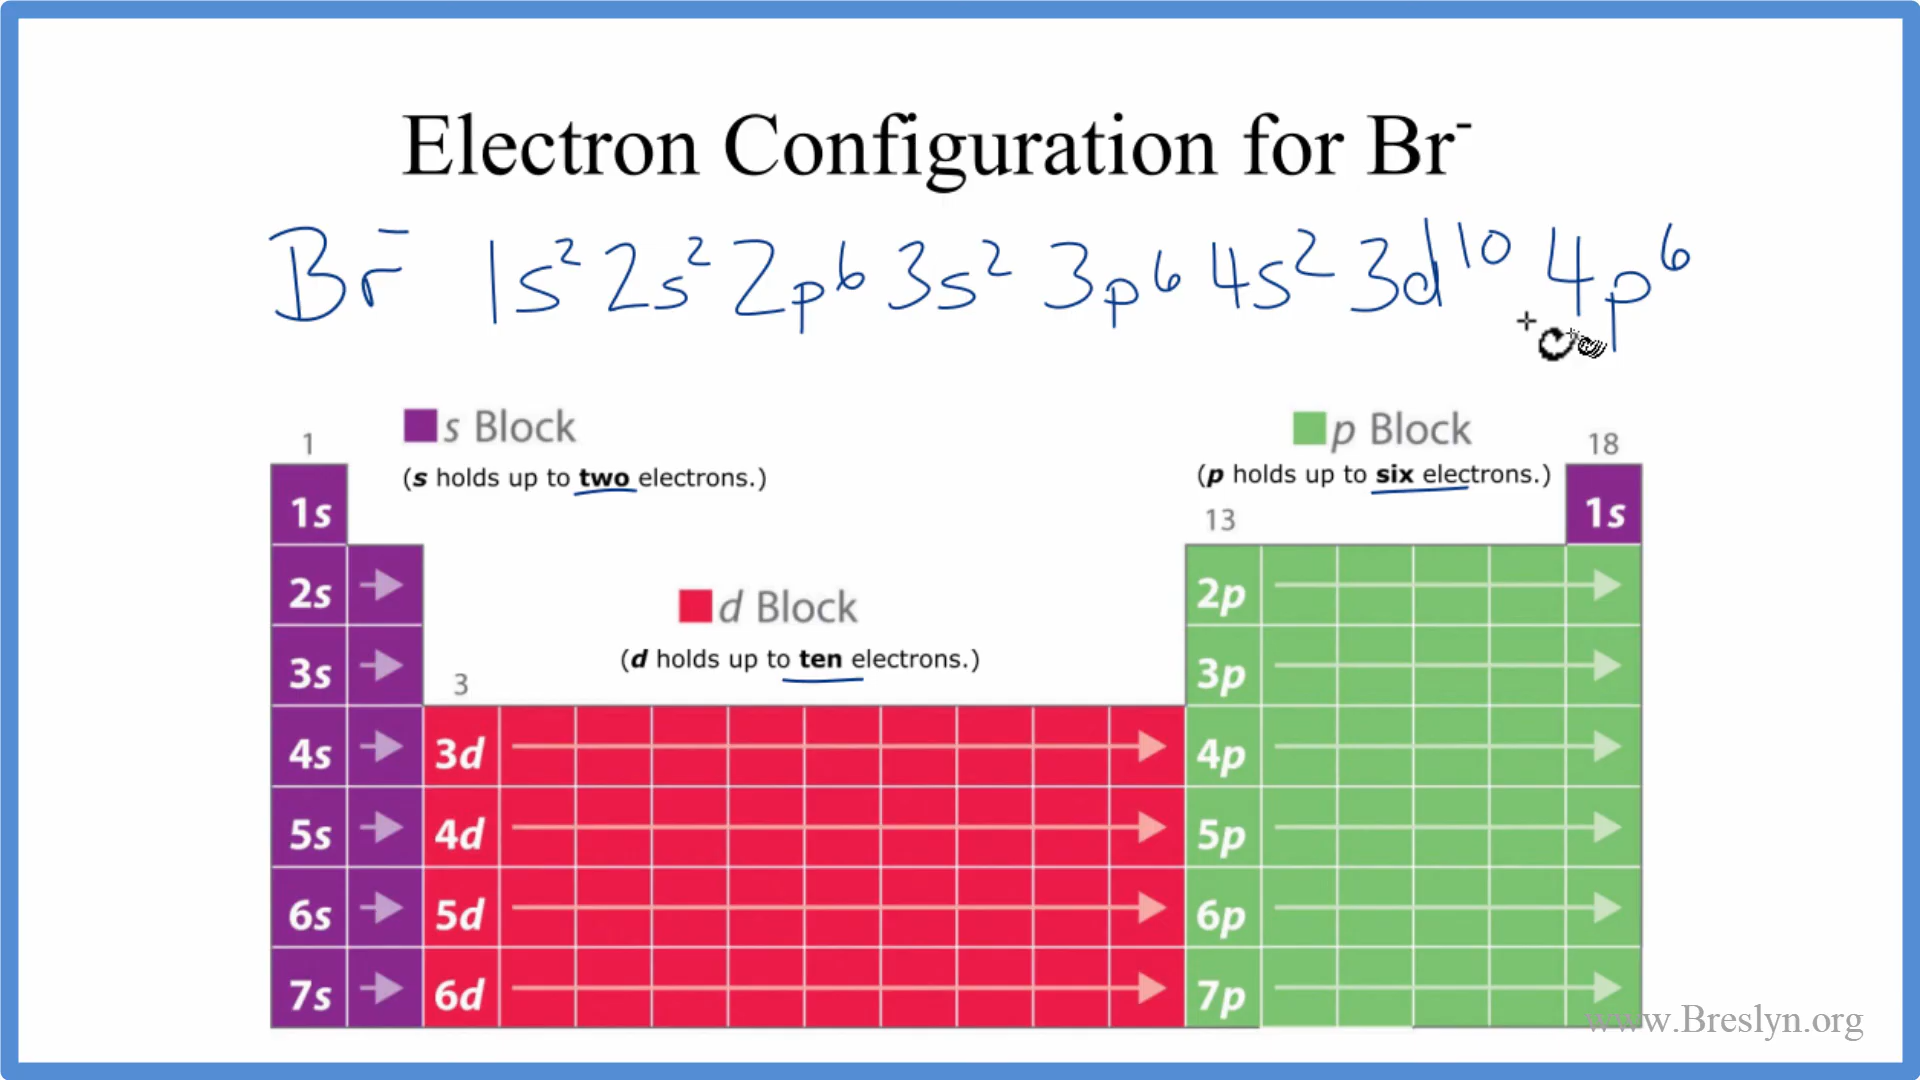 Electron Configuration for Br⁻
Br⁻ 1s² 2s² 2p⁶ 3s² 3p⁶ 4s² 3d¹⁰ 4p⁶
s Block
p Block
1
18
(s holds up to two electrons.)
(p holds up to six electrons.)
1s
1s
13
2s
d Block
2p
(d holds up to ten electrons.)
3s
3
3p
4s 3d 4p
5s 4d 5p
6s 5d 6p
7s 6d 7p
www.Breslyn.org